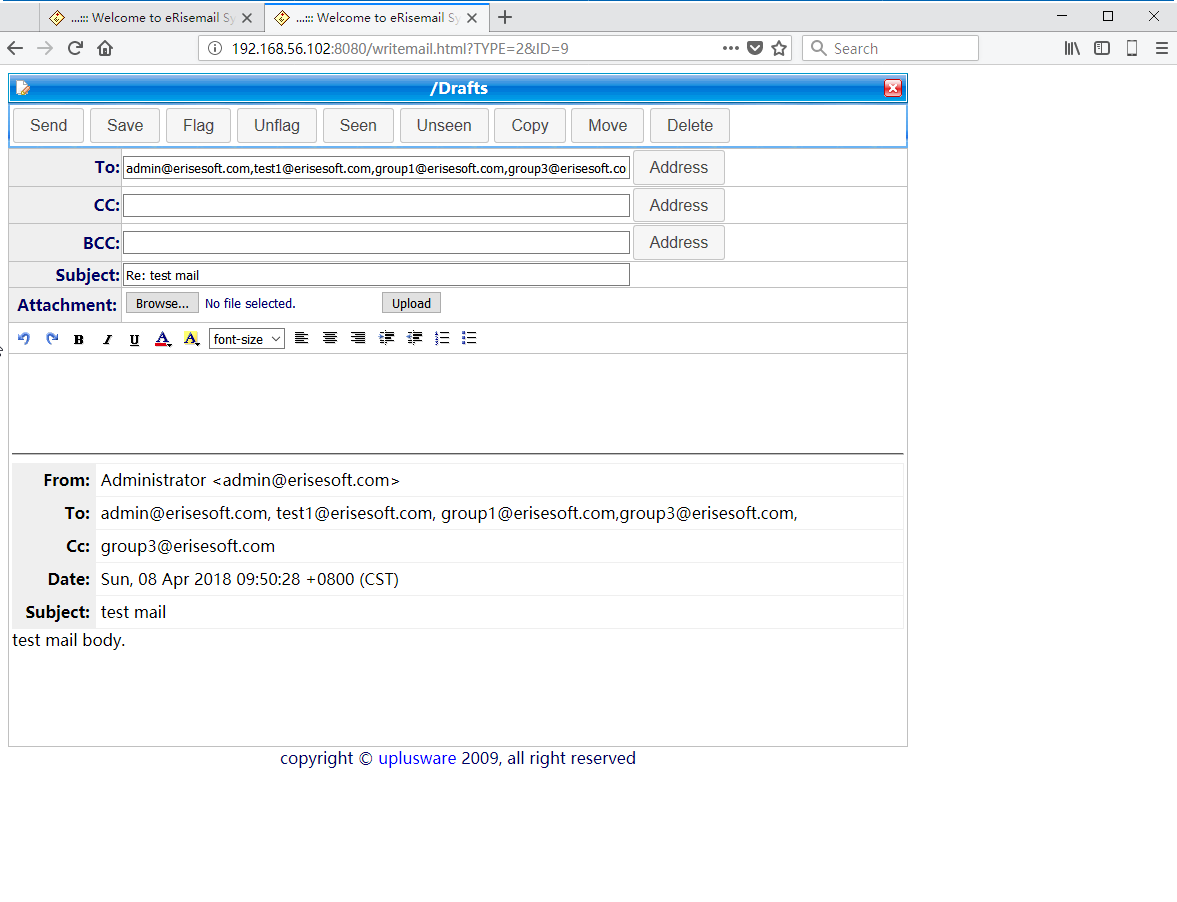 ...::: Welcome to eRisemail Sy
...::: Welcome to eRisemail Sy
192.168.56.102:8080/writemail.html?TYPE=2&ID=9
Search
/Drafts
Send Save Flag Unflag Seen Unseen Copy Move Delete
To: admin@erisesoft.com,test1@erisesoft.com,group1@erisesoft.com,group3@erisesoft.co Address
CC: Address
BCC: Address
Subject: Re: test mail
Attachment: Browse... No file selected. Upload
B I U A A font-size
From: Administrator <admin@erisesoft.com>
To: admin@erisesoft.com, test1@erisesoft.com, group1@erisesoft.com,group3@erisesoft.com,
Cc: group3@erisesoft.com
Date: Sun, 08 Apr 2018 09:50:28 +0800 (CST)
Subject: test mail
test mail body.
copyright © uplusware 2009, all right reserved